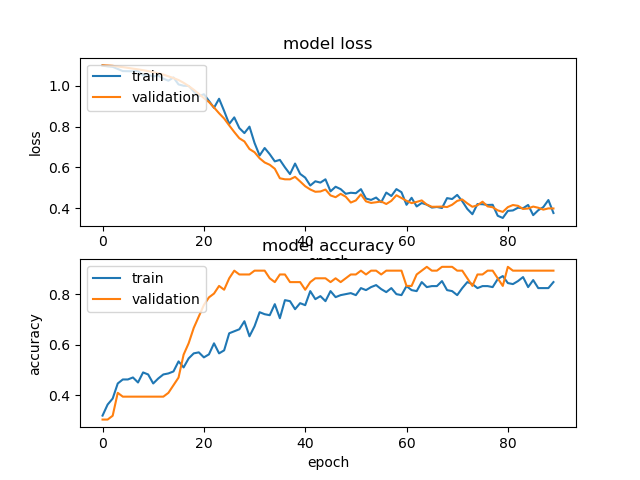 model loss
train
validation
loss
1.0
0.8
0.6
0.4
0 20 40 60 80
epoch
model accuracy
train
validation
accuracy
0.8
0.6
0.4
0 20 40 60 80
epoch